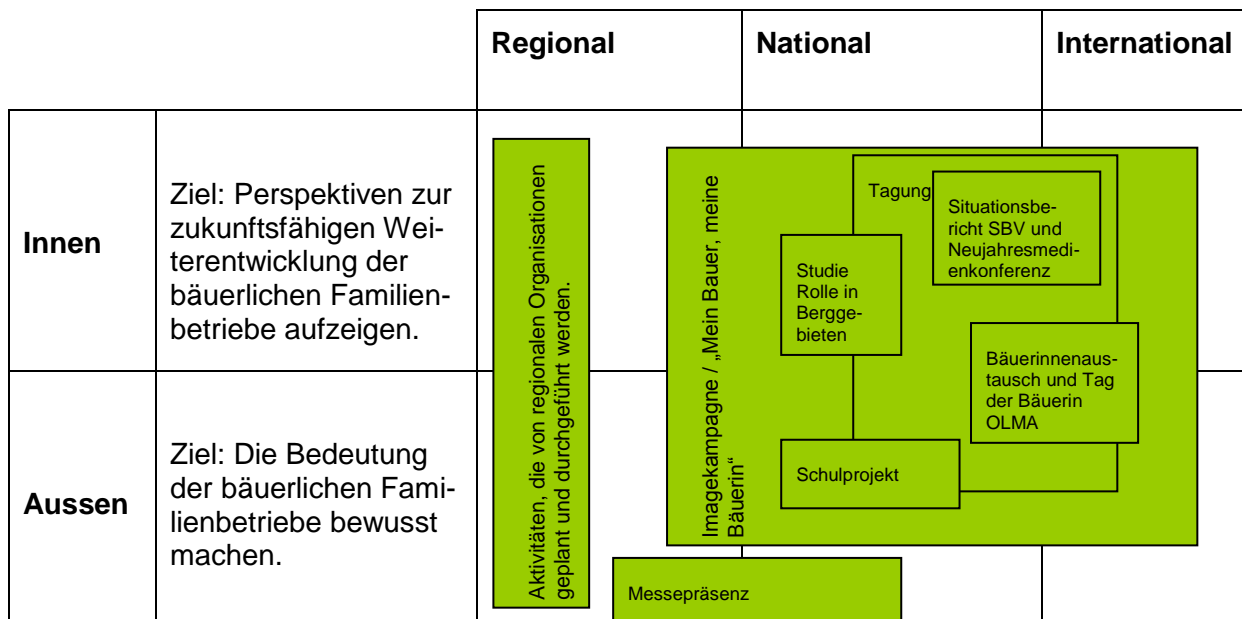 Regional
National
International
Innen
Ziel: Perspektiven zur
zukunftsfähigen Wei-
terentwicklung der
bäuerlichen Familien-
betriebe aufzeigen.
Aktivitäten, die von regionalen Organisationen
geplant und durchgeführt werden.
Imagekampagne / „Mein Bauer, meine
Bäuerin“
Tagung
Situationsbe-
richt SBV und
Neujahresmedi-
enkonferenz
Studie
Rolle in
Bergge-
bieten
Bäuerinnenaus-
tausch und Tag
der Bäuerin
OLMA
Aussen
Ziel: Die Bedeutung
der bäuerlichen Fami-
lienbetriebe bewusst
machen.
Schulprojekt
Messepräsenz